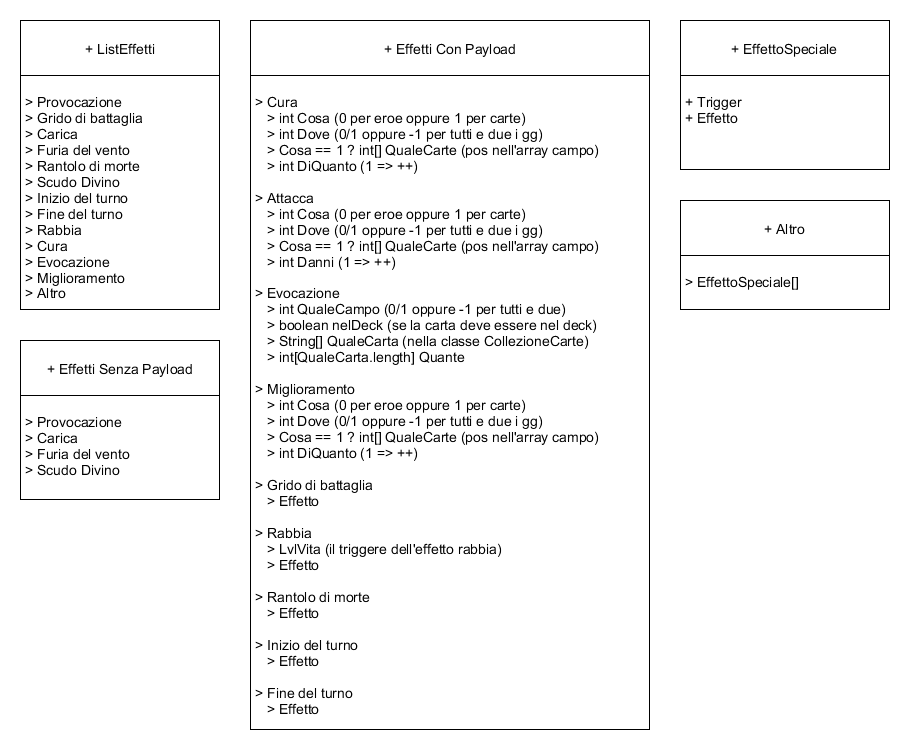 + ListEffetti
> Provocazione
> Grido di battaglia
> Carica
> Furia del vento
> Rantolo di morte
> Scudo Divino
> Inizio del turno
> Fine del turno
> Rabbia
> Cura
> Evocazione
> Miglioramento
> Altro
+ Effetti Senza Payload
> Provocazione
> Carica
> Furia del vento
> Scudo Divino
+ Effetti Con Payload
> Cura
> int Cosa (0 per eroe oppure 1 per carte)
> int Dove (0/1 oppure -1 per tutti e due i gg)
> Cosa == 1 ? int[] QualeCarte (pos nell'array campo)
> int DiQuanto (1 => ++)
> Attacca
> int Cosa (0 per eroe oppure 1 per carte)
> int Dove (0/1 oppure -1 per tutti e due i gg)
> Cosa == 1 ? int[] QualeCarte (pos nell'array campo)
> int Danni (1 => ++)
> Evocazione
> int QualeCampo (0/1 oppure -1 per tutti e due)
> boolean nelDeck (se la carta deve essere nel deck)
> String[] QualeCarta (nella classe CollezioneCarte)
> int[QualeCarta.length] Quante
> Miglioramento
> int Cosa (0 per eroe oppure 1 per carte)
> int Dove (0/1 oppure -1 per tutti e due i gg)
> Cosa == 1 ? int[] QualeCarte (pos nell'array campo)
> int DiQuanto (1 => ++)
> Grido di battaglia
> Effetto
> Rabbia
> LvlVita (il triggere dell'effetto rabbia)
> Effetto
> Rantolo di morte
> Effetto
> Inizio del turno
> Effetto
> Fine del turno
> Effetto
+ EffettoSpeciale
+ Trigger
+ Effetto
+ Altro
> EffettoSpeciale[]